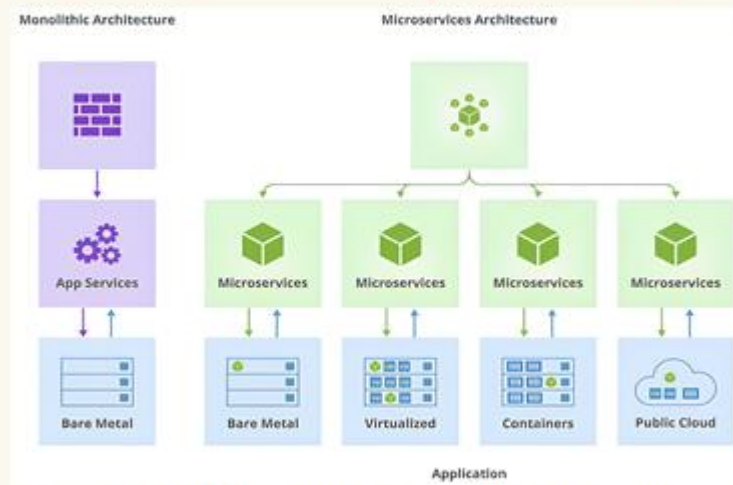 Monolithic Architecture
Microservices Architecture
App Services
Microservices
Microservices
Microservices
Microservices
Bare Metal
Bare Metal
Virtualized
Containers
Public Cloud
Application